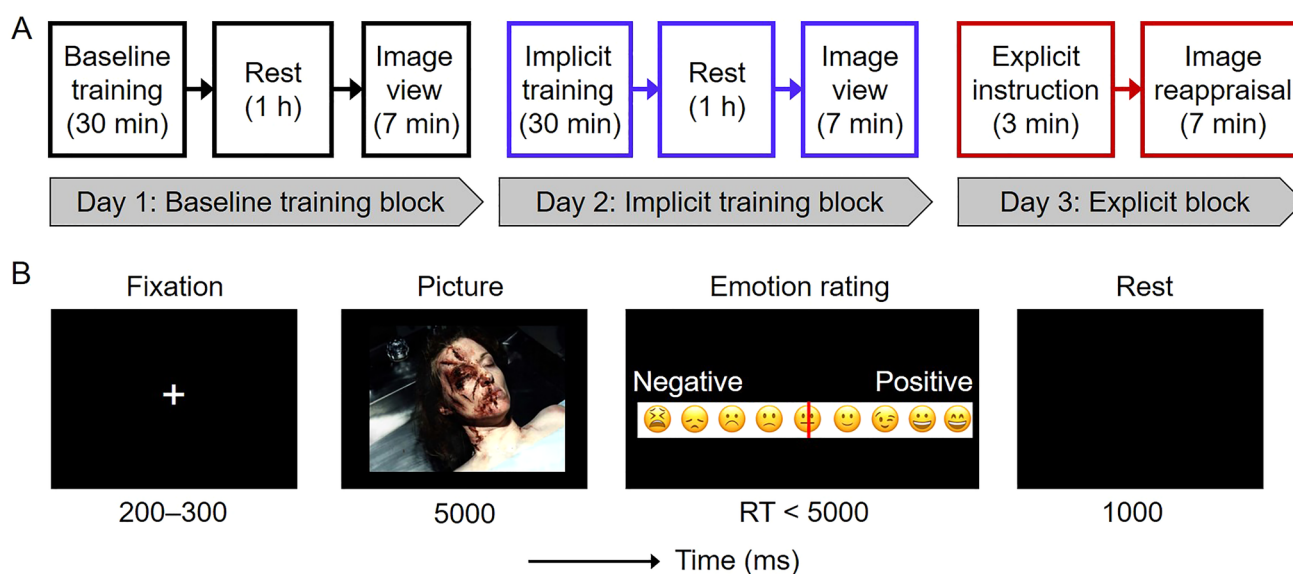 A
Baseline
training
(30 min)
Rest
(1 h)
Image
view
(7 min)
Implicit
training
(30 min)
Rest
(1 h)
Image
view
(7 min)
Explicit
instruction
(3 min)
Image
reappraisal
(7 min)
Day 1: Baseline training block
Day 2: Implicit training block
Day 3: Explicit block
B
Fixation
Picture
Emotion rating
Rest
+
Negative
Positive
200–300
5000
RT < 5000
1000
Time (ms)